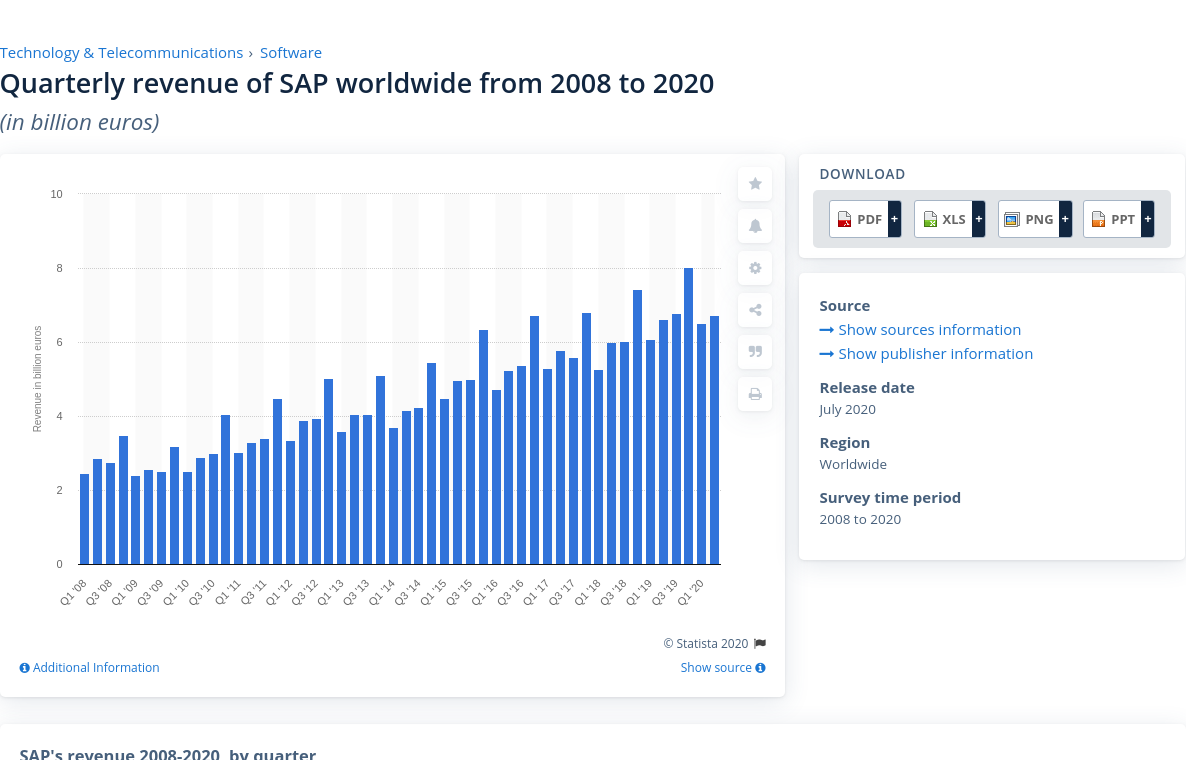 Technology & Telecommunications › Software
Quarterly revenue of SAP worldwide from 2008 to 2020
(in billion euros)
10
8
6
4
2
0
Revenue in billion euros
Q1 '08
Q3 '08
Q1 '09
Q3 '09
Q1 '10
Q3 '10
Q1 '11
Q3 '11
Q1 '12
Q3 '12
Q1 '13
Q3 '13
Q1 '14
Q3 '14
Q1 '15
Q3 '15
Q1 '16
Q3 '16
Q1 '17
Q3 '17
Q1 '18
Q3 '18
Q1 '19
Q3 '19
Q1 '20
© Statista 2020
Additional Information
Show source
DOWNLOAD
PDF + XLS + PNG + PPT +
Source
Show sources information
Show publisher information
Release date
July 2020
Region
Worldwide
Survey time period
2008 to 2020
SAP's revenue 2008-2020, by quarter